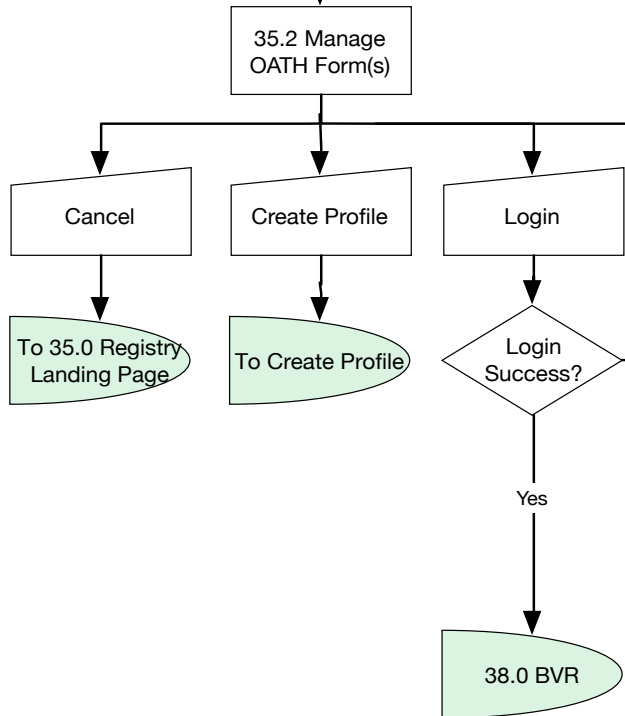 35.2 Manage
OATH Form(s)
Cancel
Create Profile
Login
To 35.0 Registry
Landing Page
To Create Profile
Login
Success?
Yes
38.0 BVR